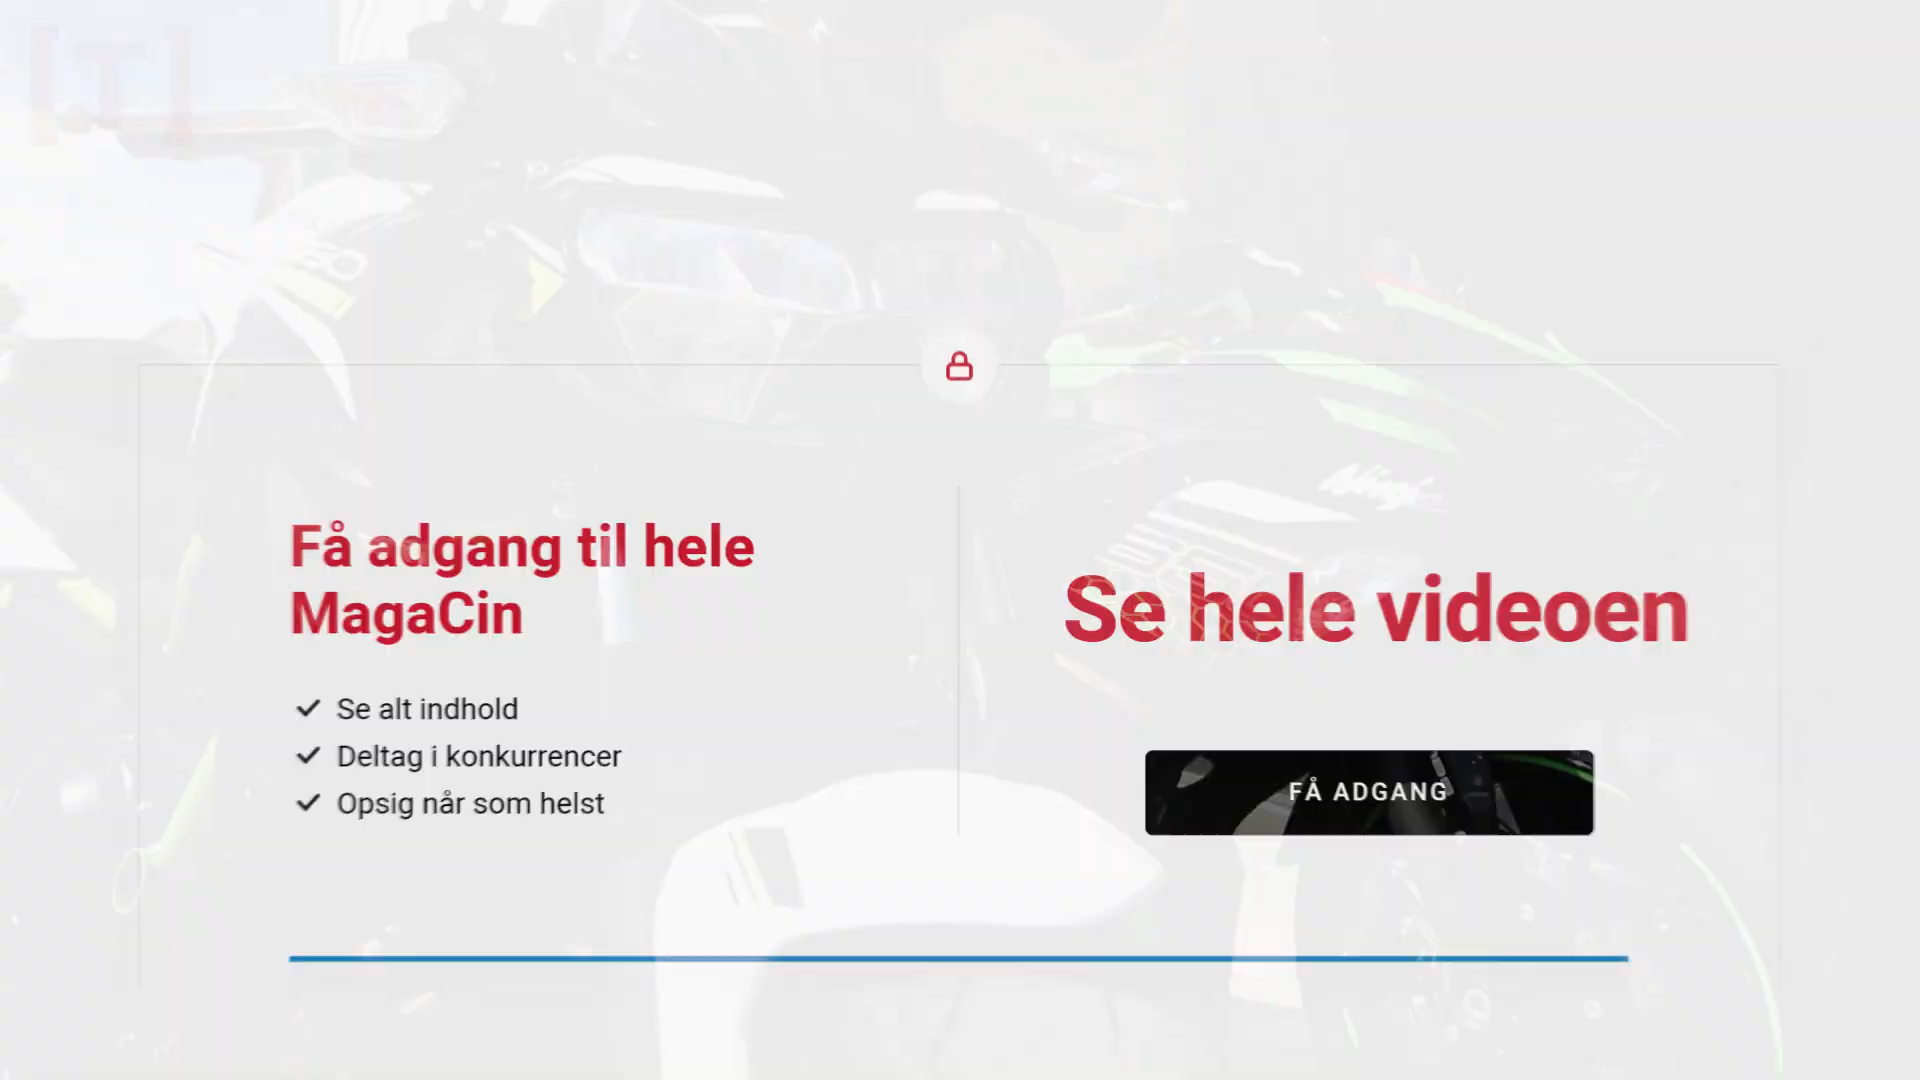 [T]
Få adgang til hele
MagaCin
Se alt indhold
Deltag i konkurrencer
Opsig når som helst
Se hele videoen
FÅ ADGANG
Ninja